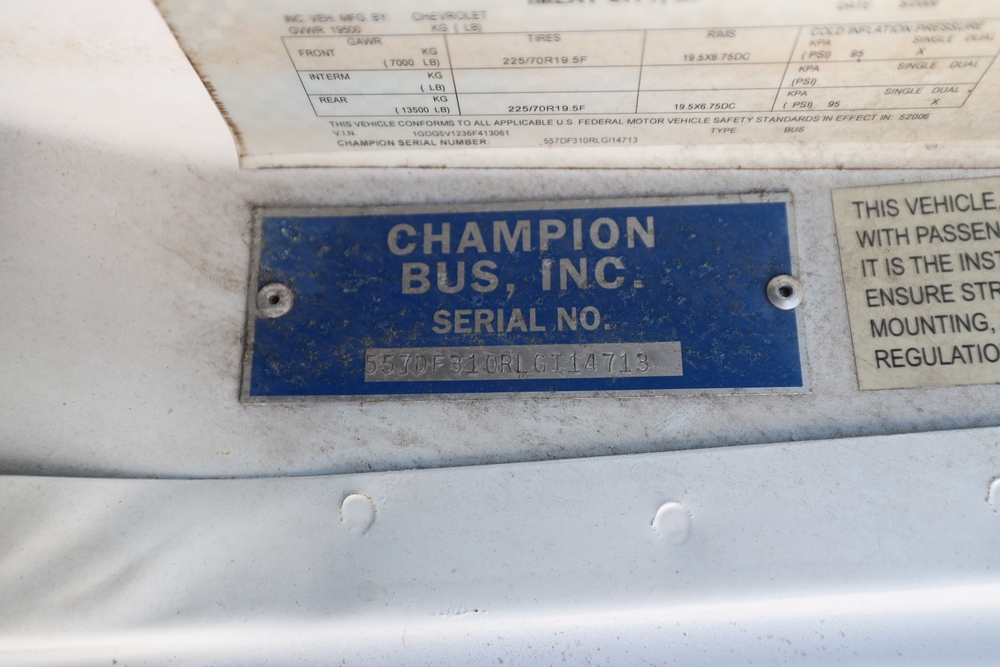 DATE
INC. VEH. MFG. BY: CHEVROLET
GVWR 19500 KG ( LB)
GAWR TIRES RIMS COLD INFLATION PRESSURE
FRONT KG (7000 LB) 225/70R19.5F 19.5X6.75DC KPA (PSI) 95 SINGLE DUAL X
INTERM KG ( LB) KPA (PSI) SINGLE DUAL
REAR KG (13500 LB) 225/70R19.5F 19.5X6.75DC KPA (PSI) 95 SINGLE DUAL X
THIS VEHICLE CONFORMS TO ALL APPLICABLE U.S. FEDERAL MOTOR VEHICLE SAFETY STANDARDS IN EFFECT IN: 52006
V.I.N. 1GDG5V1236F413061 TYPE: BUS
CHAMPION SERIAL NUMBER: 557DF310RLGI14713
CHAMPION
BUS, INC.
SERIAL NO.
557DF310RLGI14713
THIS VEHICLE
WITH PASSEN
IT IS THE INST
ENSURE STR
MOUNTING,
REGULATIO